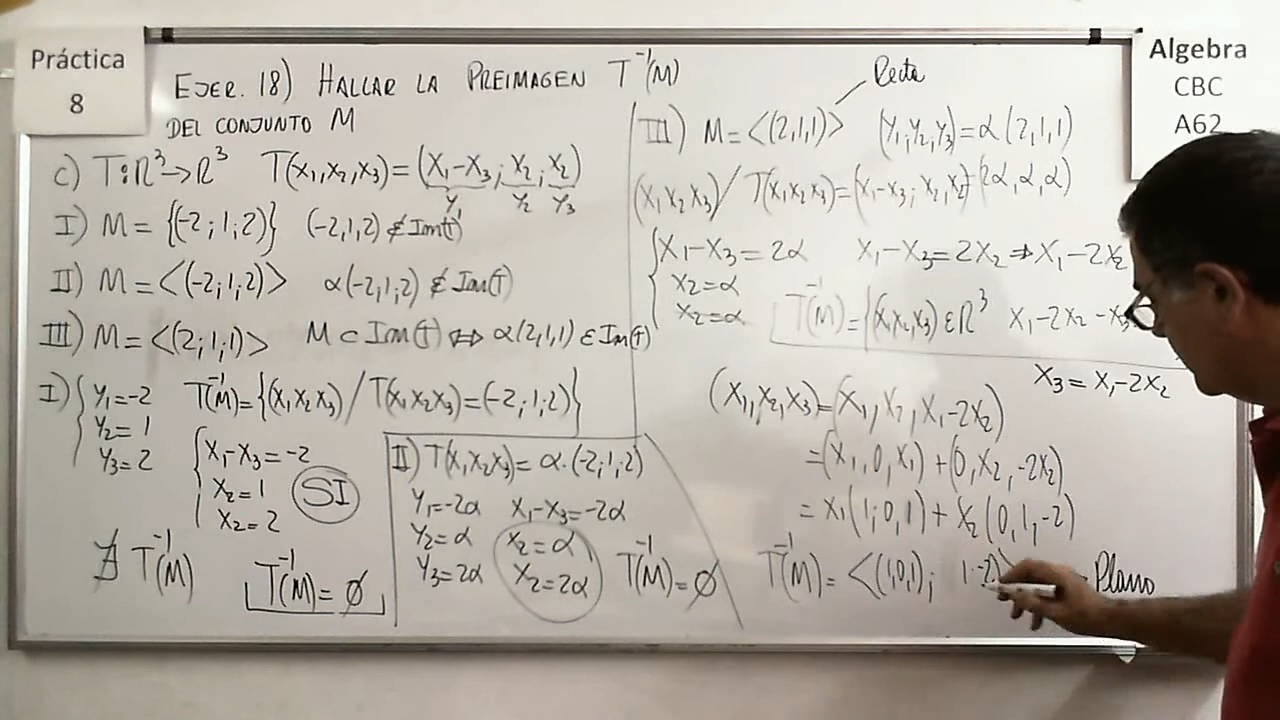 Práctica
8
EJER. 18) HALLAR LA PREIMAGEN T⁻¹(M)
DEL CONJUNTO M
C) T:R³→R³ T(x₁,x₂,x₃)=(x₁-x₃; x₂; x₂)
y₁ y₂ y₃
I) M = {(-2;1;2)} (-2,1,2) ∉ Im(T)
II) M = <(-2;1;2)> α(-2,1,2) ∉ Im(T)
III) M = <(2;1;1)> M ⊂ Im(T) ⇔ α(2,1,1) ∈ Im(T)
I) { y₁=-2
y₂= 1
y₃= 2
T⁻¹(M)={(x₁x₂x₃) / T(x₁x₂x₃)=(-2;1;2)}
{ x₁-x₃=-2
x₂=1
x₂=2
SI
∄ T⁻¹(M)
T⁻¹(M)= ∅
II) T(x₁x₂x₃)= α.(-2;1,2)
y₁=-2α x₁-x₃=-2α
y₂=α x₂=α
y₃=2α x₂=2α
T⁻¹(M)=∅
Recta
III) M=<(2,1,1)> (y₁;y₂,y₃)=α(2,1,1)
(x₁x₂x₃)/ T(x₁x₂x₃)=(x₁-x₃; x₂,x₂)=(2α,α,α)
{ x₁-x₃=2α x₁-x₃=2x₂ ⇒ x₁-2x₂
x₂=α
x₂=α
T⁻¹(M)={(x₁x₂x₃) ∈ R³ x₁-2x₂-x₃
x₃=x₁-2x₂
(x₁,x₂,x₃)=(x₁,x₂,x₁-2x₂)
=(x₁,0,x₁)+(0,x₂,-2x₂)
= x₁(1;0,1)+x₂(0,1,-2)
T⁻¹(M)= <(1,0,1); 1-2)>
Plano
Algebra
CBC
A62